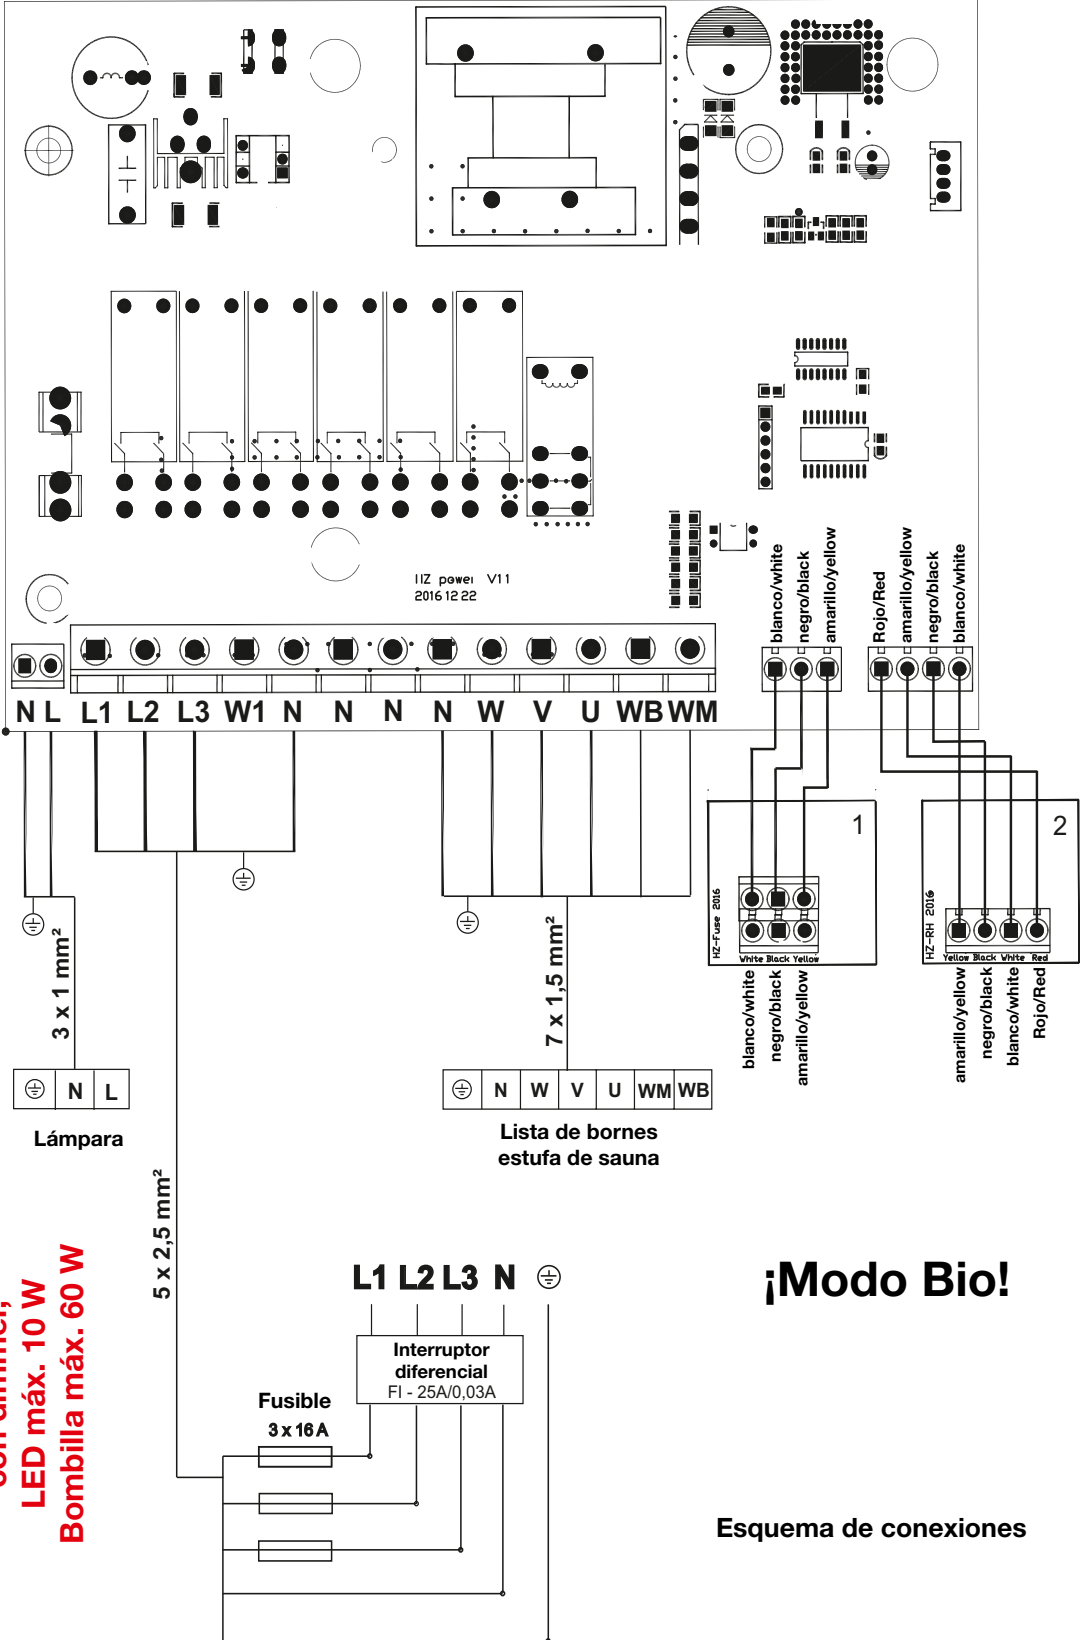 HZ power V11
2016 12 22
blanco/white
negro/black
amarillo/yellow
Rojo/Red
amarillo/yellow
negro/black
blanco/white
N L L1 L2 L3 W1 N N N N W V U WB WM
1
2
HZ-Fuse 2016
HZ-RH 2016
White Black Yellow
Yellow Black White Red
blanco/white
negro/black
amarillo/yellow
amarillo/yellow
negro/black
blanco/white
Rojo/Red
3 x 1 mm²
7 x 1,5 mm²
N L
Lámpara
N W V U WM WB
Lista de bornes
estufa de sauna
5 x 2,5 mm²
L1 L2 L3 N
Interruptor
diferencial
FI - 25A/0,03A
Fusible
3 x 16 A
¡Modo Bio!
LED máx. 10 W
Bombilla máx. 60 W
Esquema de conexiones